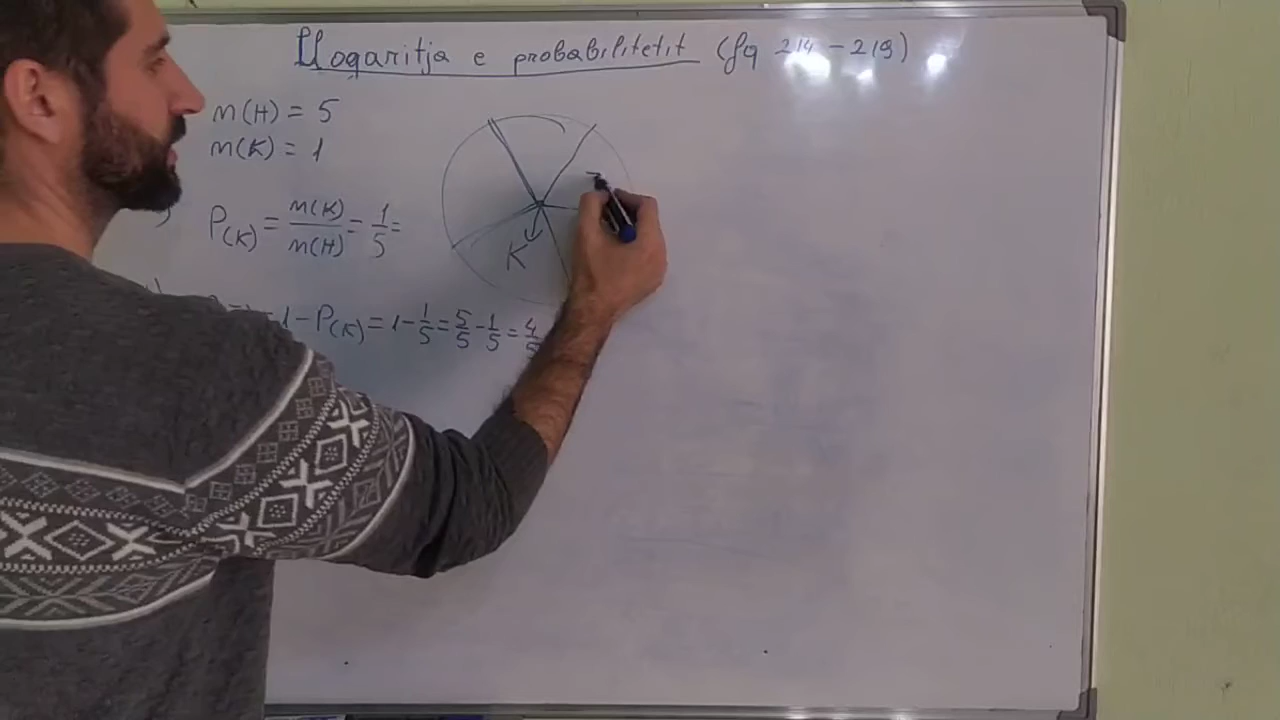 Llogaritja e probabilitetit (fq 214 - 219)
m(H) = 5
m(K) = 1
) P(K) = m(K)/m(H) = 1/5 =
K
= 1 - P(K) = 1 - 1/5 = 5/5 - 1/5 = 4/5